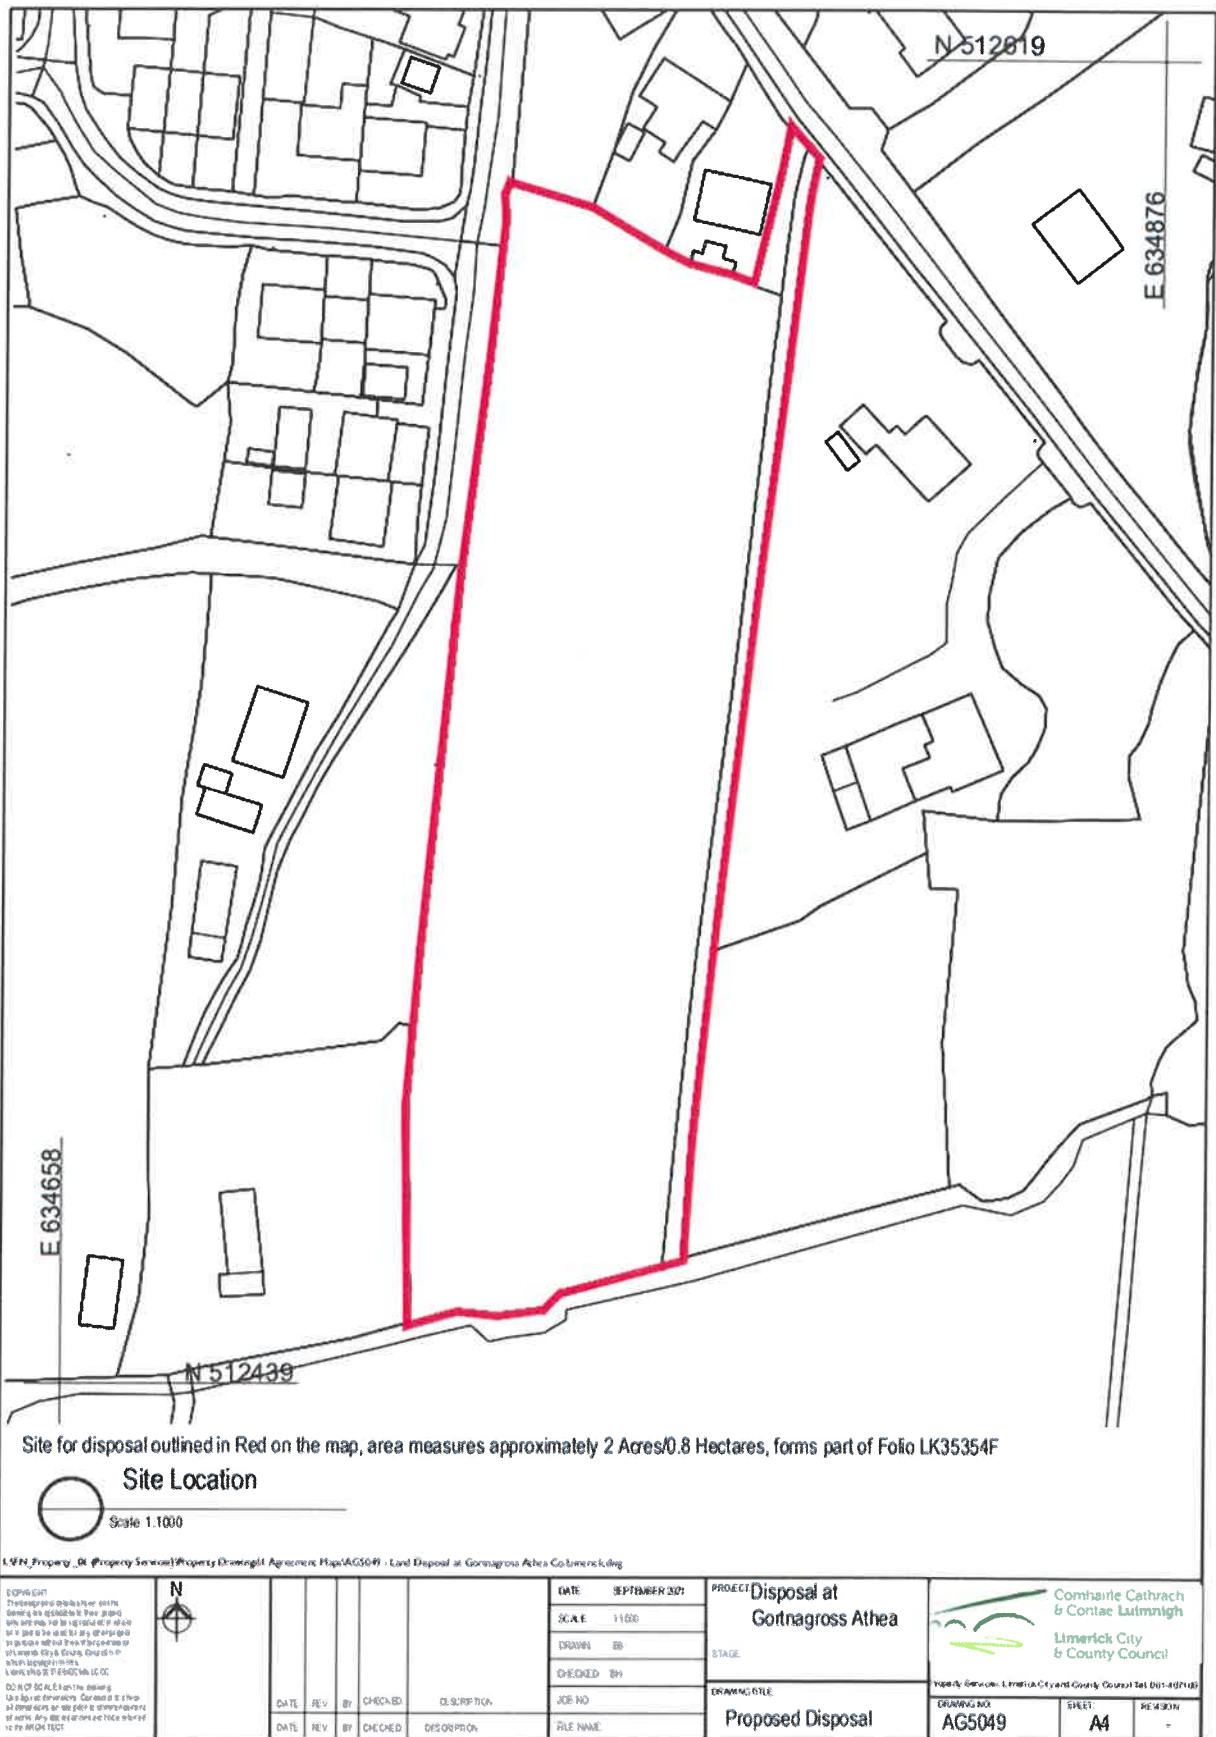 N 512619
E 634876
E 634658
N 512439
Site for disposal outlined in Red on the map, area measures approximately 2 Acres/0.8 Hectares, forms part of Folio LK35354F
Site Location
Scale 1:1000
COPYRIGHT
N
DATE REV BY CHECKED DESCRIPTION
DATE REV BY CHECKED DESCRIPTION
DATE SEPTEMBER 2021
SCALE 1:1000
DRAWN
CHECKED
JOB NO
FILE NAME
PROJECT Disposal at
Gortnagross Athea
STAGE
DRAWING TITLE
Proposed Disposal
Comhairle Cathrach
& Contae Luimnigh
Limerick City
& County Council
DRAWING NO. SHEET: REVISION
AG5049 A4 -